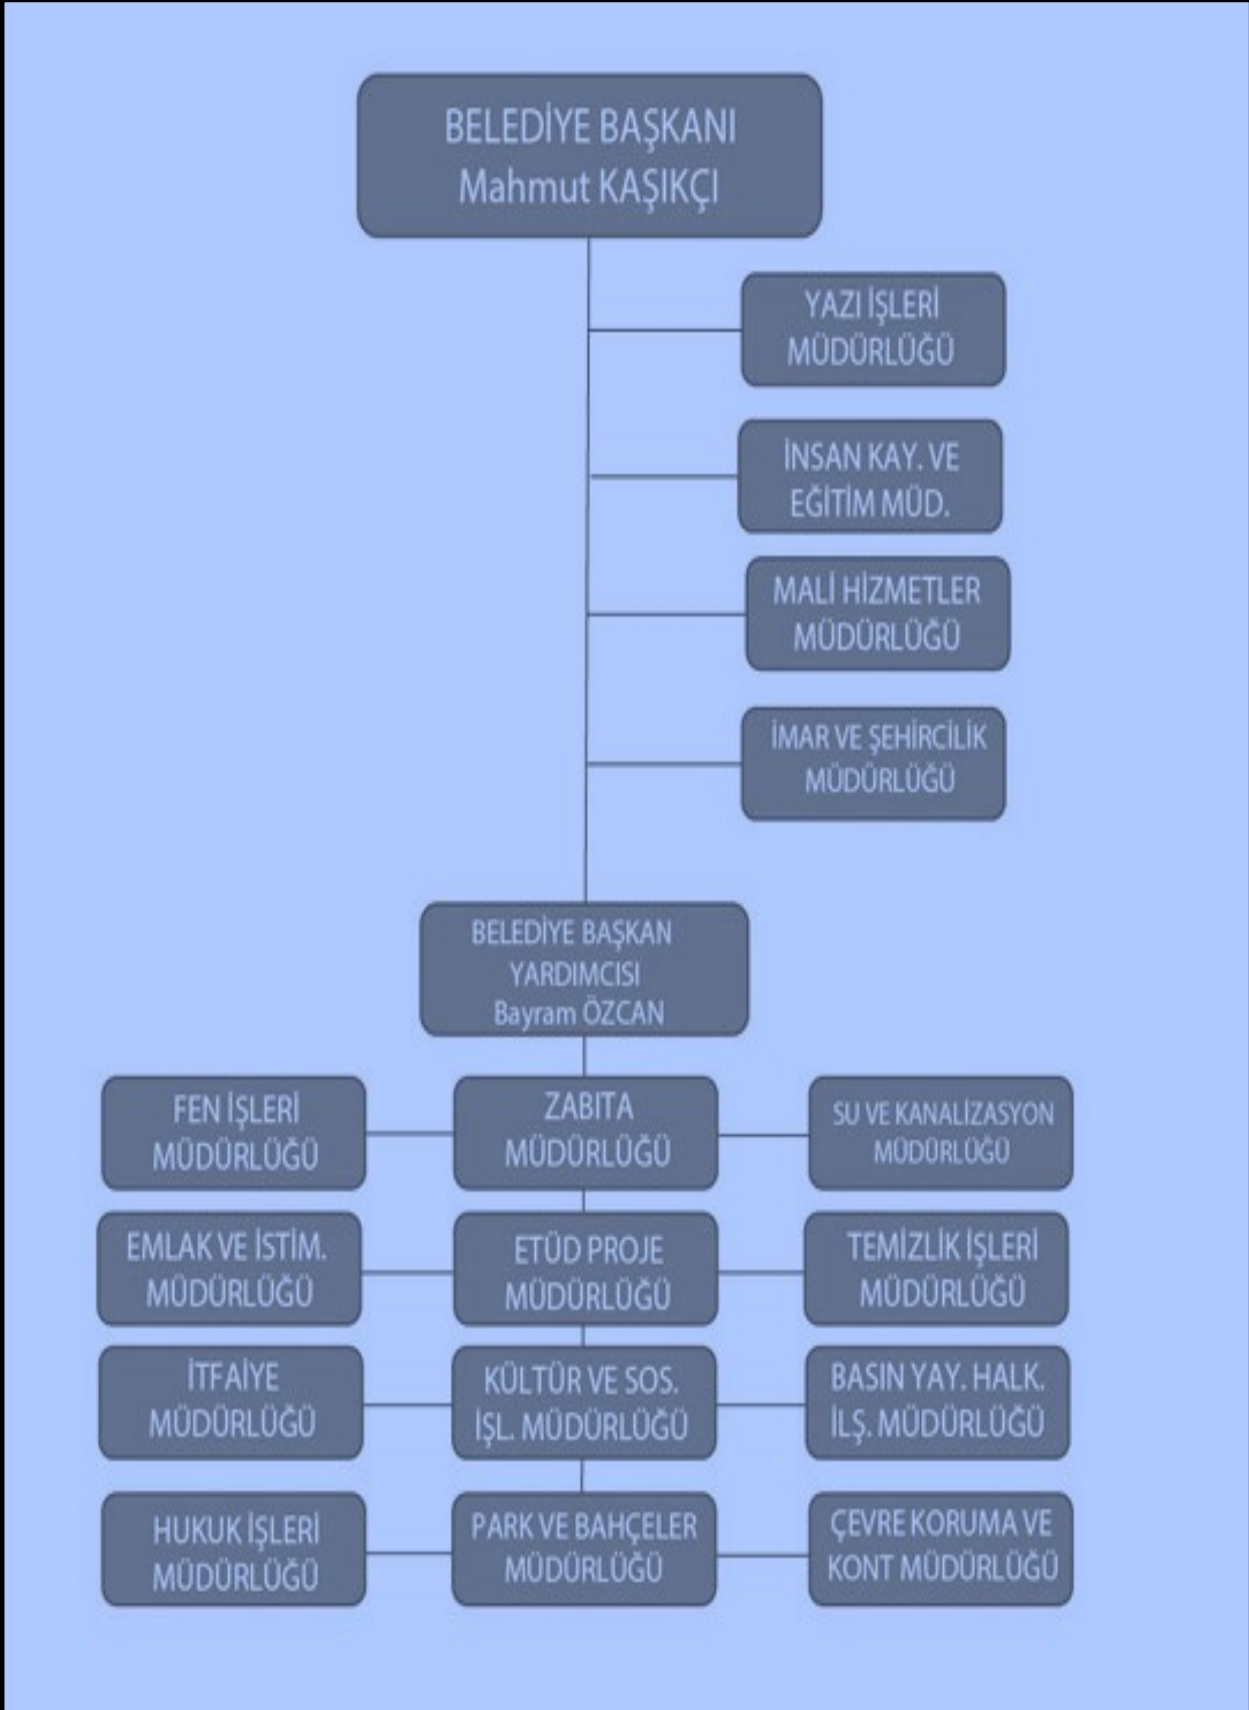 BELEDİYE BAŞKANI
Mahmut KAŞIKÇI
YAZI İŞLERİ
MÜDÜRLÜĞÜ
İNSAN KAY. VE
EĞİTİM MÜD.
MALİ HİZMETLER
MÜDÜRLÜĞÜ
İMAR VE ŞEHİRCİLİK
MÜDÜRLÜĞÜ
BELEDİYE BAŞKAN
YARDIMCISI
Bayram ÖZCAN
FEN İŞLERİ
MÜDÜRLÜĞÜ
ZABITA
MÜDÜRLÜĞÜ
SU VE KANALİZASYON
MÜDÜRLÜĞÜ
EMLAK VE İSTİM.
MÜDÜRLÜĞÜ
ETÜD PROJE
MÜDÜRLÜĞÜ
TEMİZLİK İŞLERİ
MÜDÜRLÜĞÜ
İTFAİYE
MÜDÜRLÜĞÜ
KÜLTÜR VE SOS.
İŞL. MÜDÜRLÜĞÜ
BASIN YAY. HALK.
İLŞ. MÜDÜRLÜĞÜ
HUKUK İŞLERİ
MÜDÜRLÜĞÜ
PARK VE BAHÇELER
MÜDÜRLÜĞÜ
ÇEVRE KORUMA VE
KONT MÜDÜRLÜĞÜ